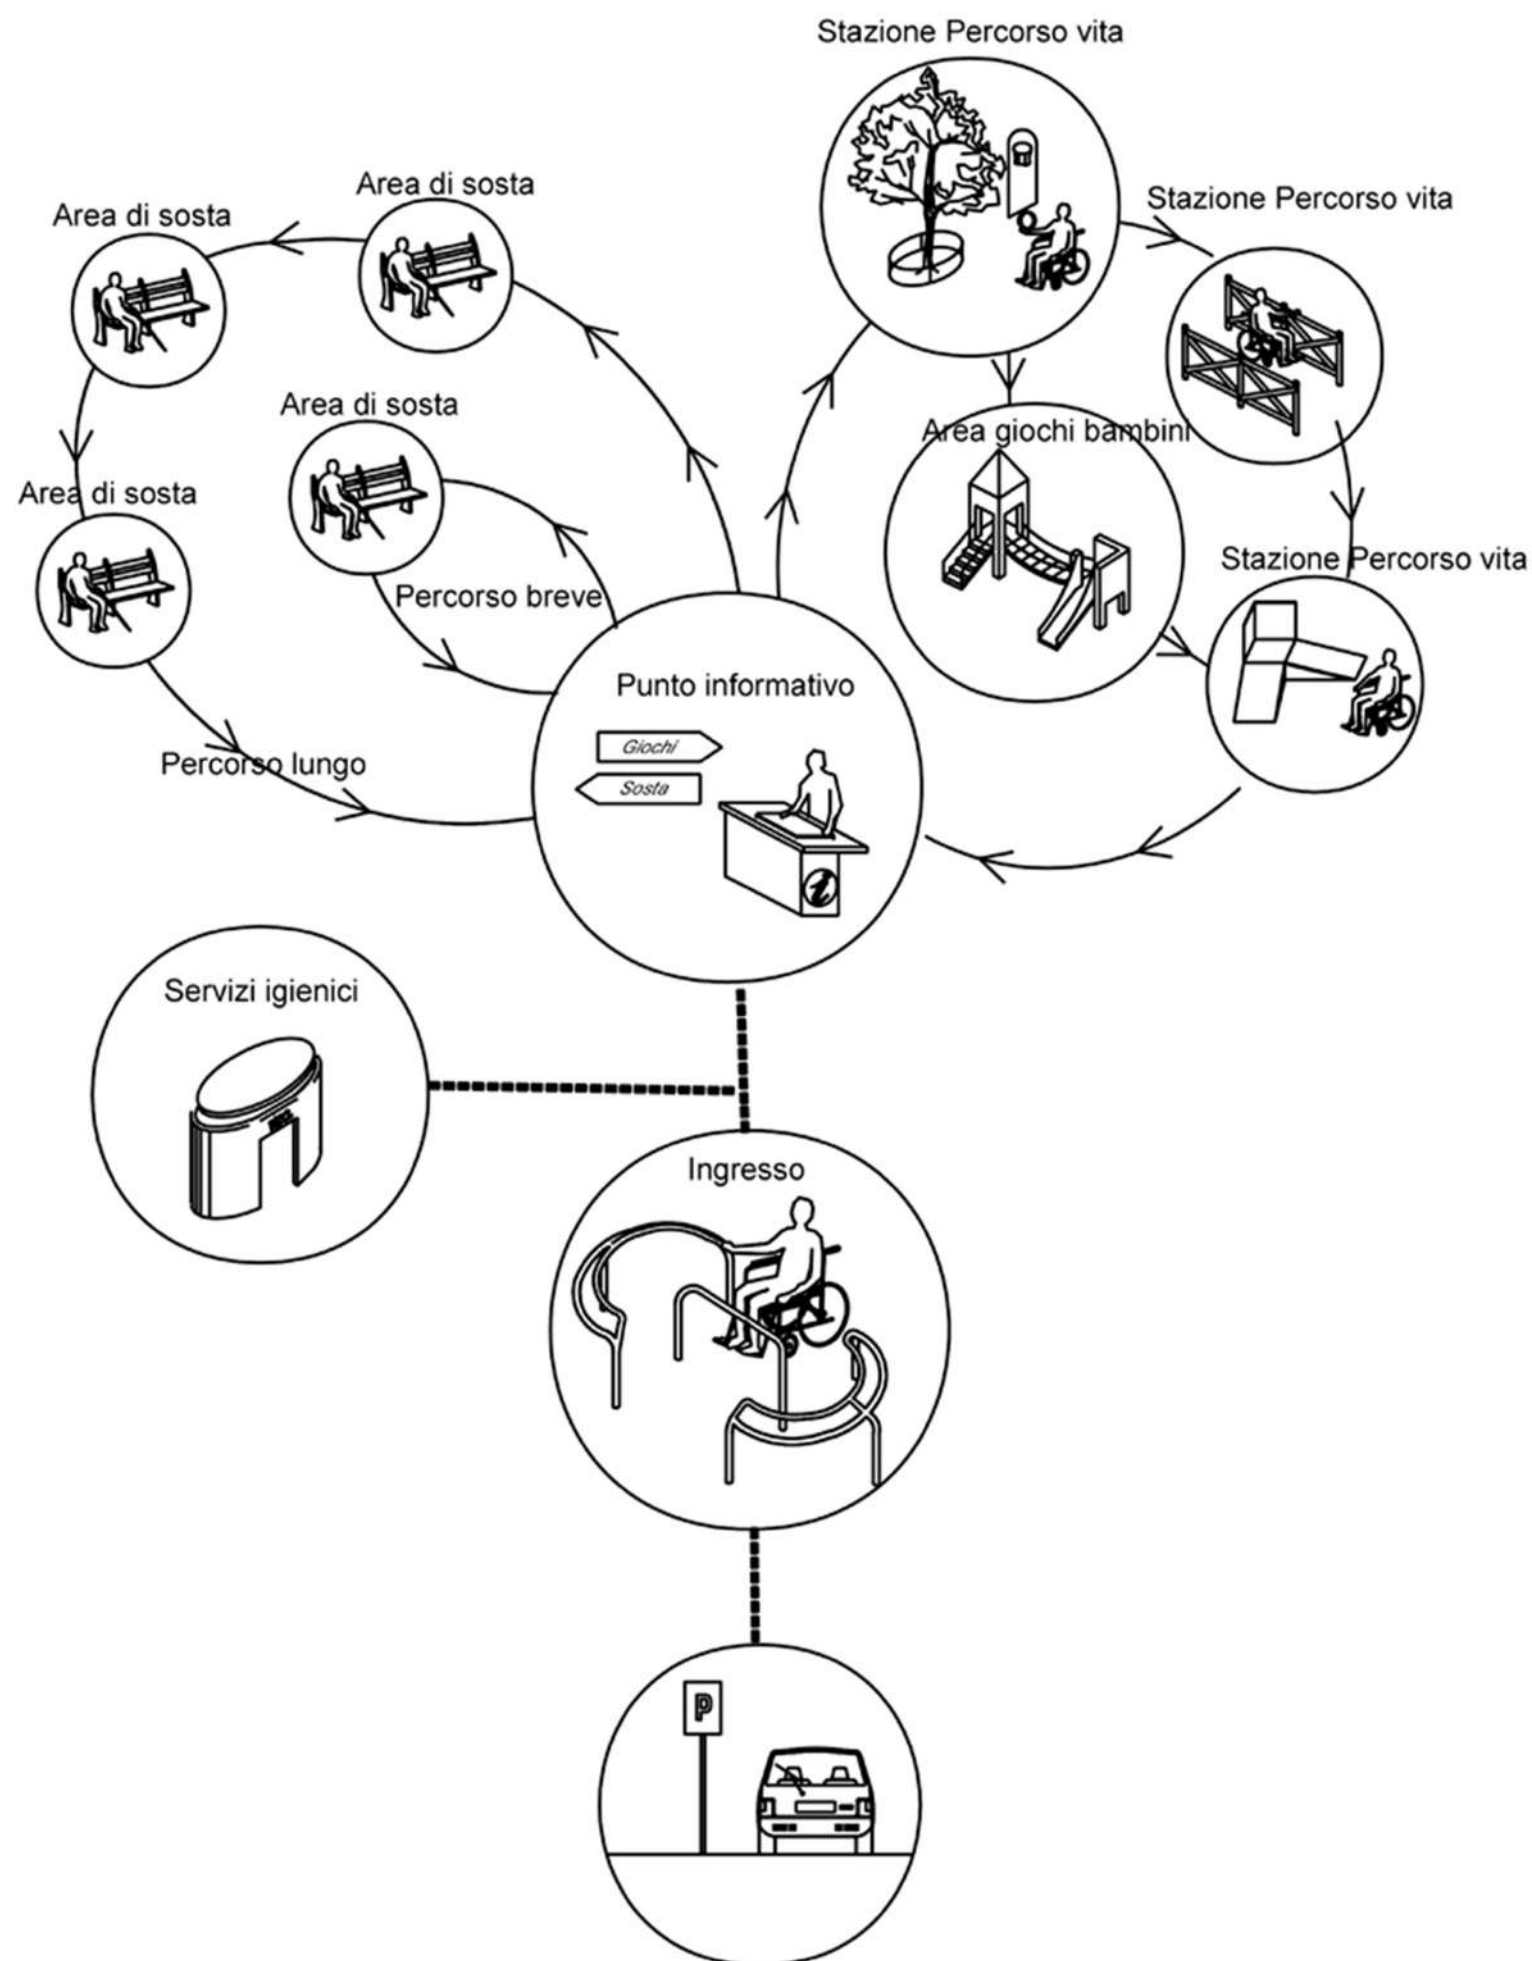 Stazione Percorso vita
Area di sosta
Stazione Percorso vita
Area di sosta
Area di sosta
Area giochi bambini
Area di sosta
Stazione Percorso vita
Percorso breve
Punto informativo
Giochi
Percorso lungo
Sosta
i
Servizi igienici
Ingresso
P